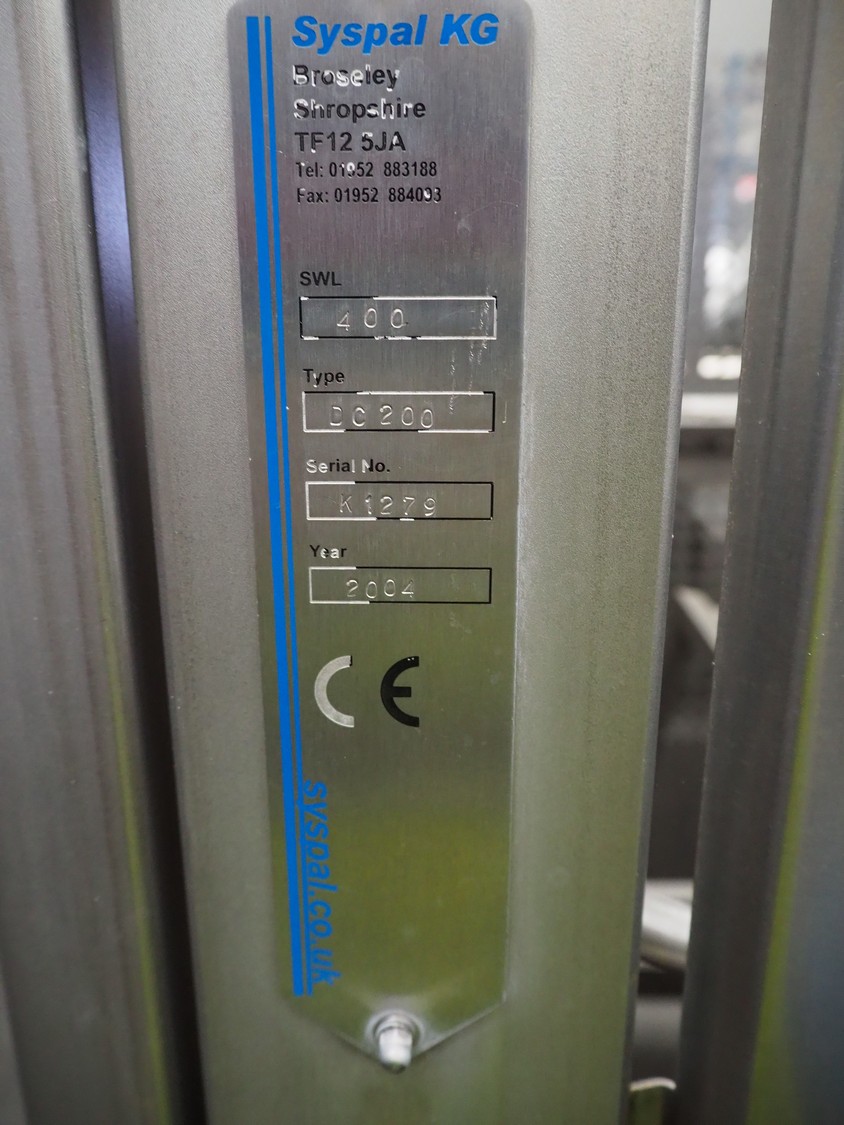 Syspal KG
Broseley
Shropshire
TF12 5JA
Tel: 01952 883188
Fax: 01952 884093
SWL
400
Type
DC200
Serial No.
K1279
Year
2004
CE
syspal.co.uk